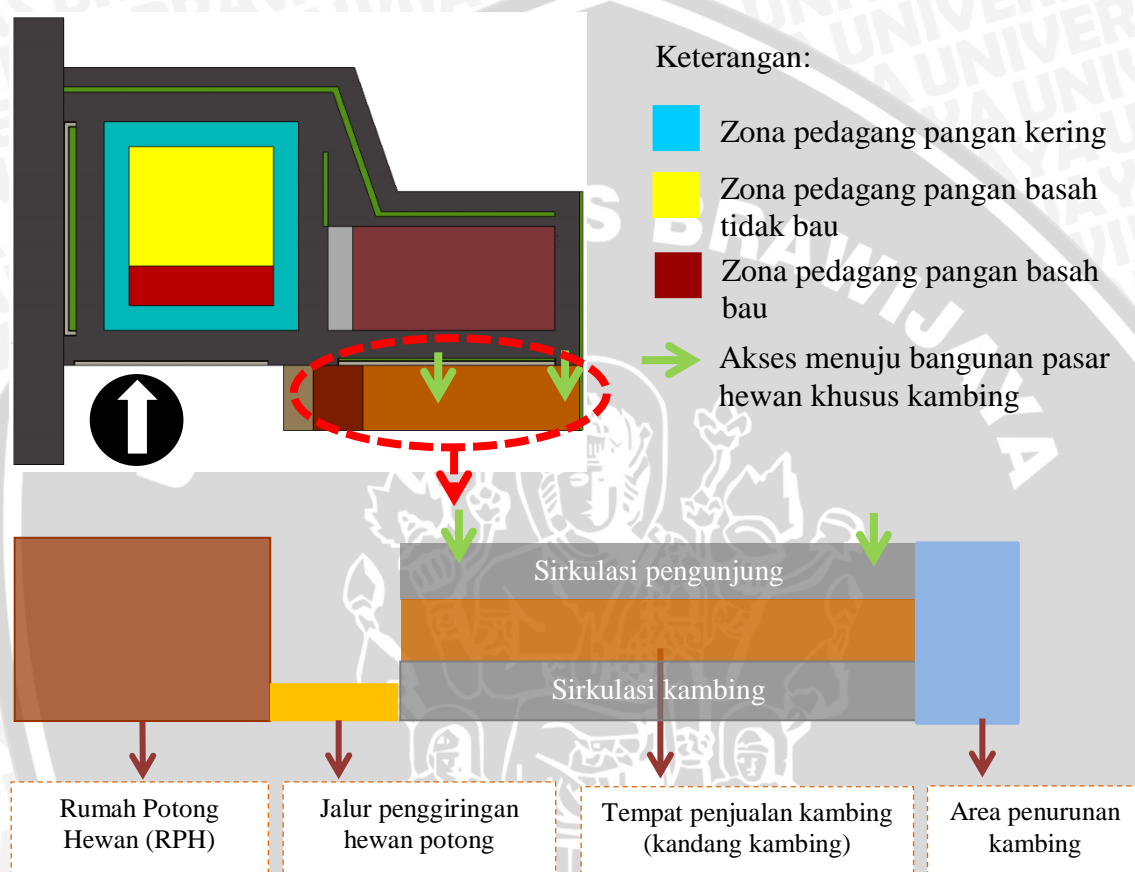 Keterangan:
Zona pedagang pangan kering
Zona pedagang pangan basah
tidak bau
Zona pedagang pangan basah
bau
Akses menuju bangunan pasar
hewan khusus kambing
S BRAWIJAYA
Sirkulasi pengunjung
Sirkulasi kambing
Rumah Potong
Hewan (RPH)
Jalur penggiringan
hewan potong
Tempat penjualan kambing
(kandang kambing)
Area penurunan
kambing